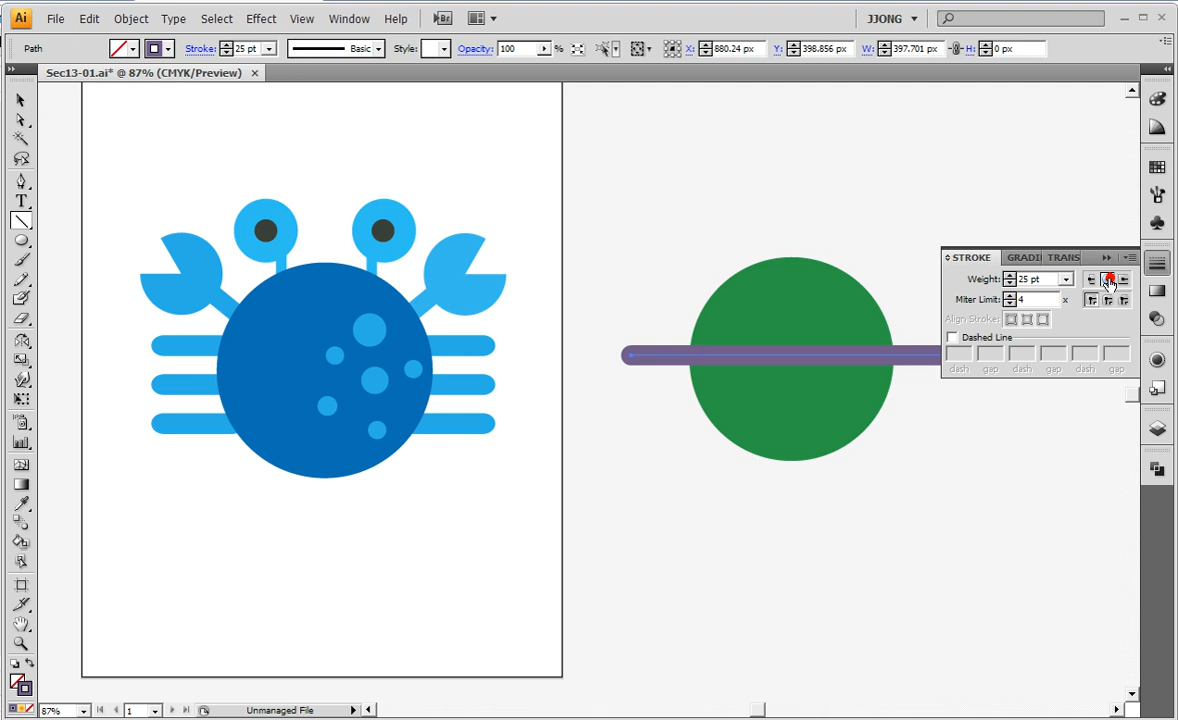 Ai File Edit Object Type Select Effect View Window Help Br JJONG
Path Stroke: 25 pt Basic Style: Opacity: 100 % X: 880.24 px Y: 398.856 px W: 397.701 px H: 0 px
Sec13-01.ai* @ 87% (CMYK/Preview)
STROKE GRADI TRANS
Weight: 25 pt
Miter Limit: 4 x
Align Stroke:
Dashed Line
dash gap dash gap dash gap
87% 1 Unmanaged File